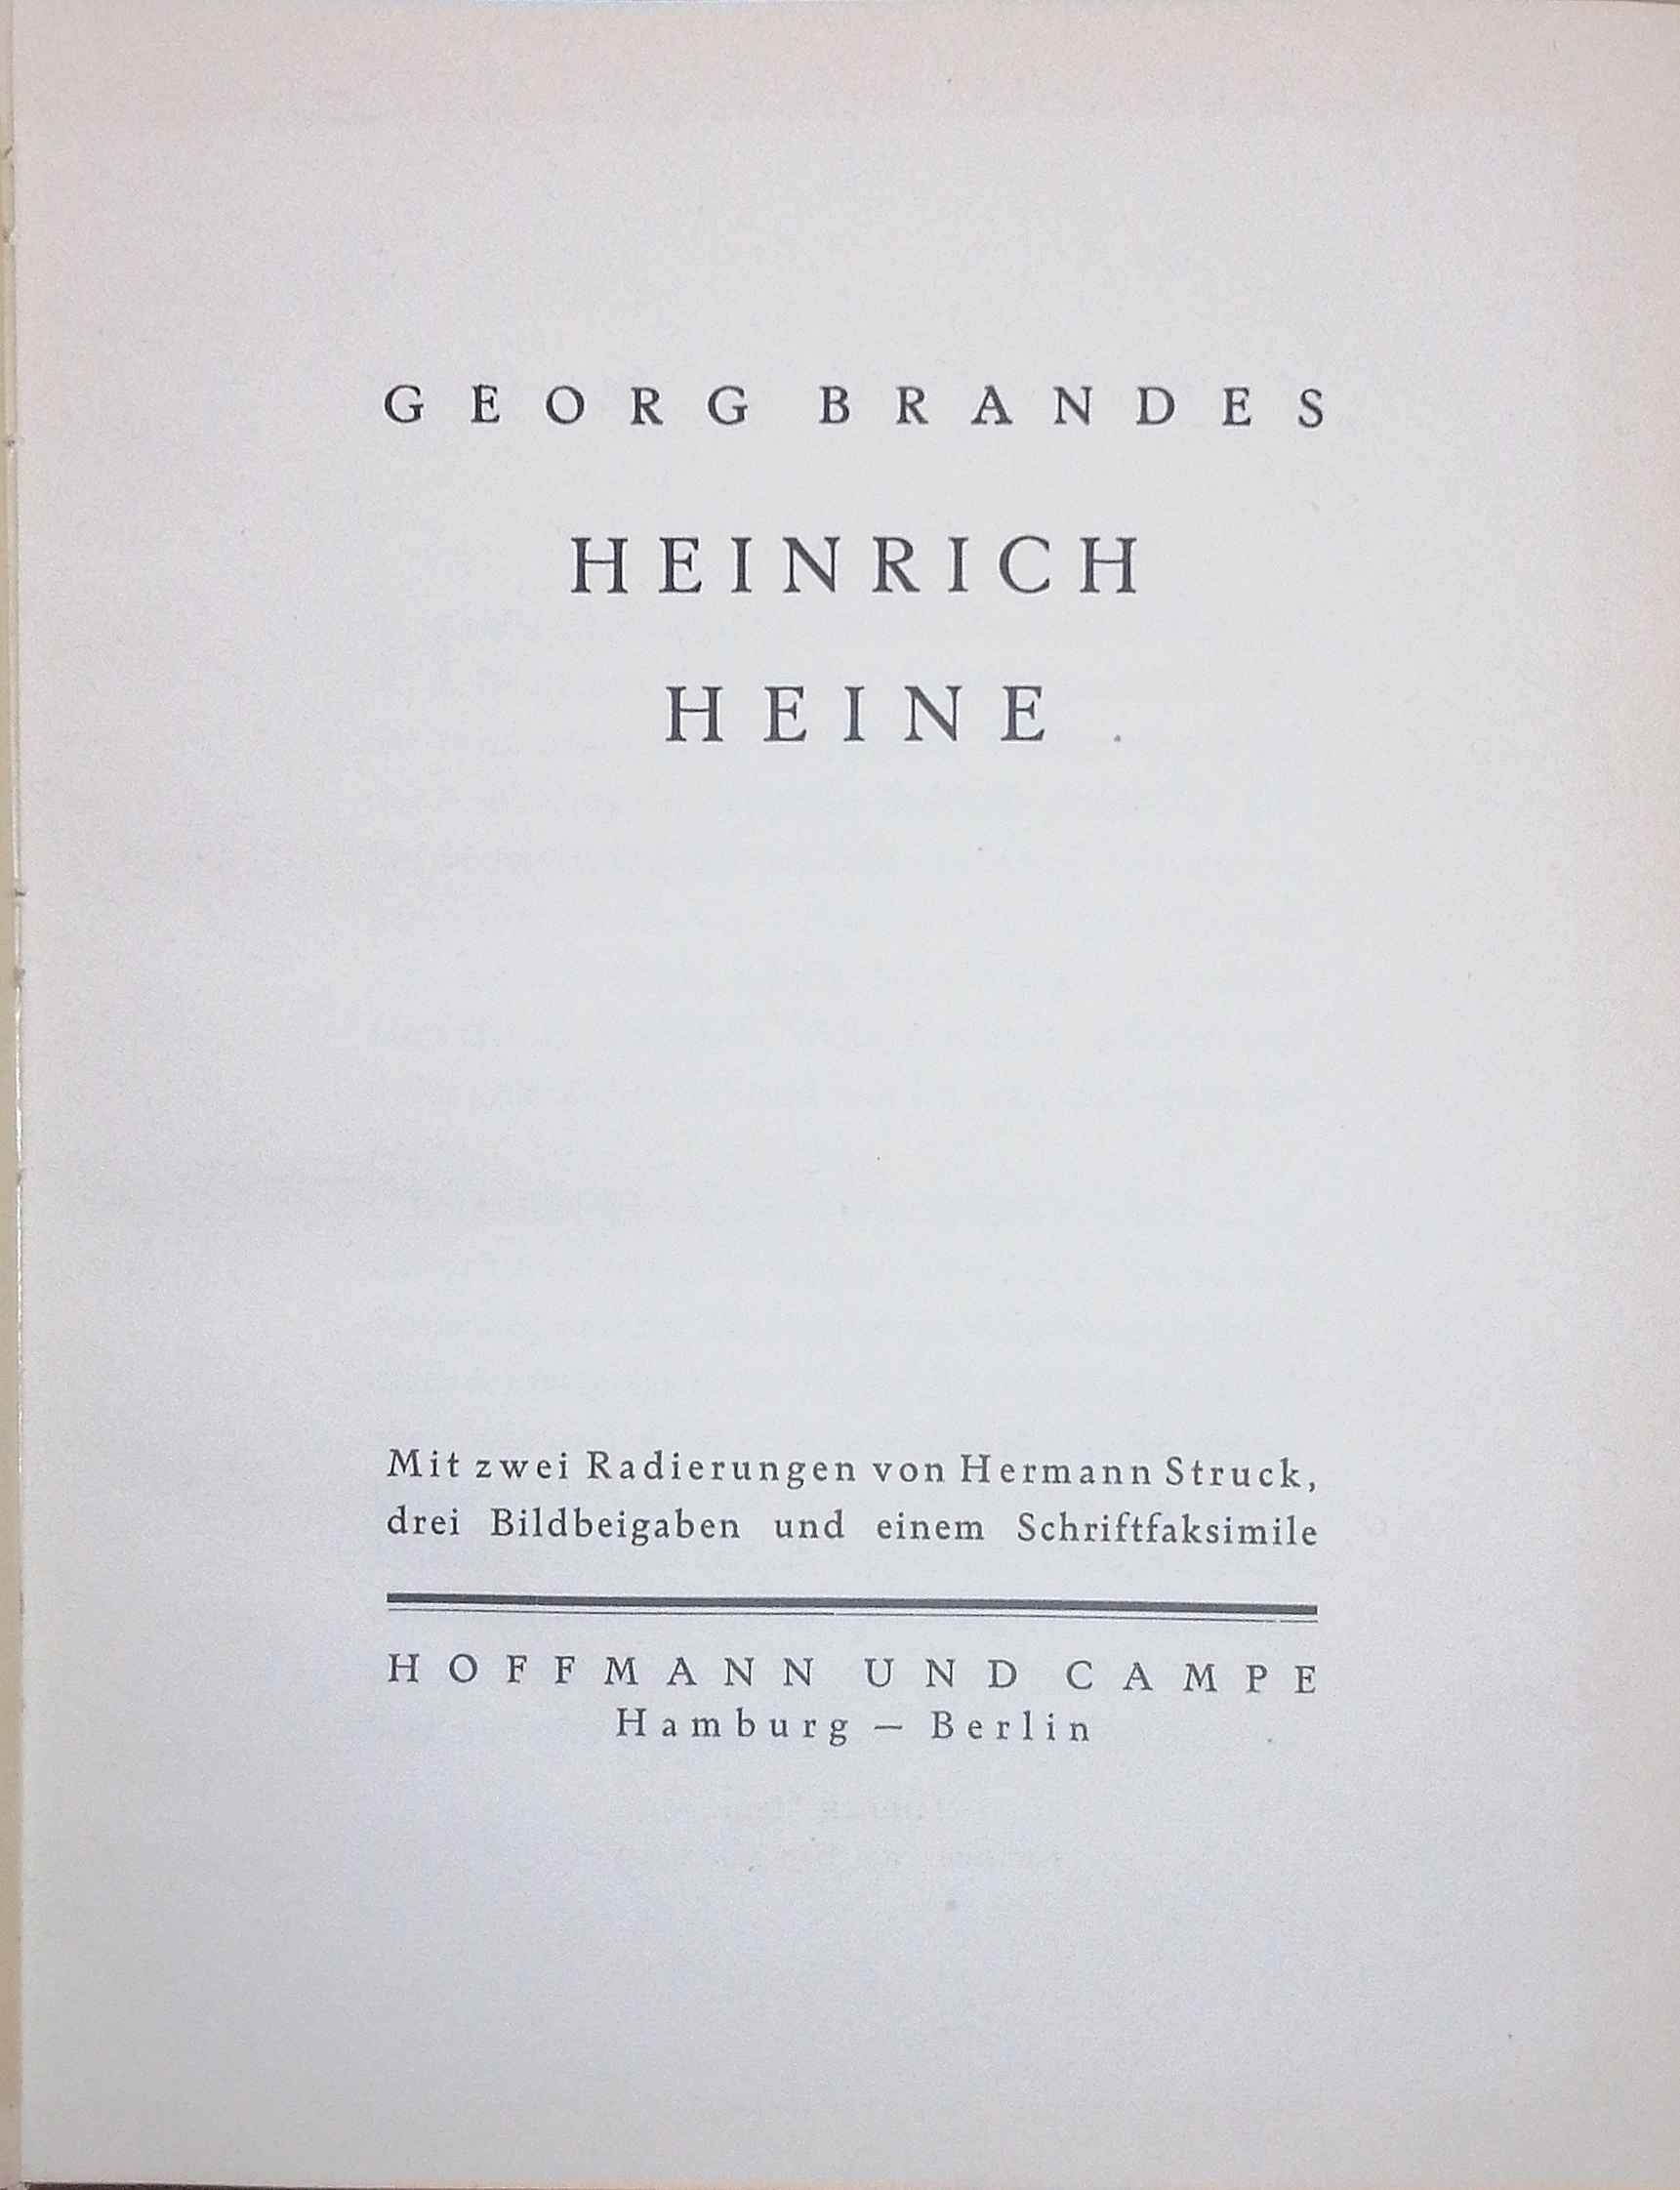 GEORG BRANDES
HEINRICH
HEINE
Mit zwei Radierungen von Hermann Struck,
drei Bildbeigaben und einem Schriftfaksimile
HOFFMANN UND CAMPE
Hamburg — Berlin